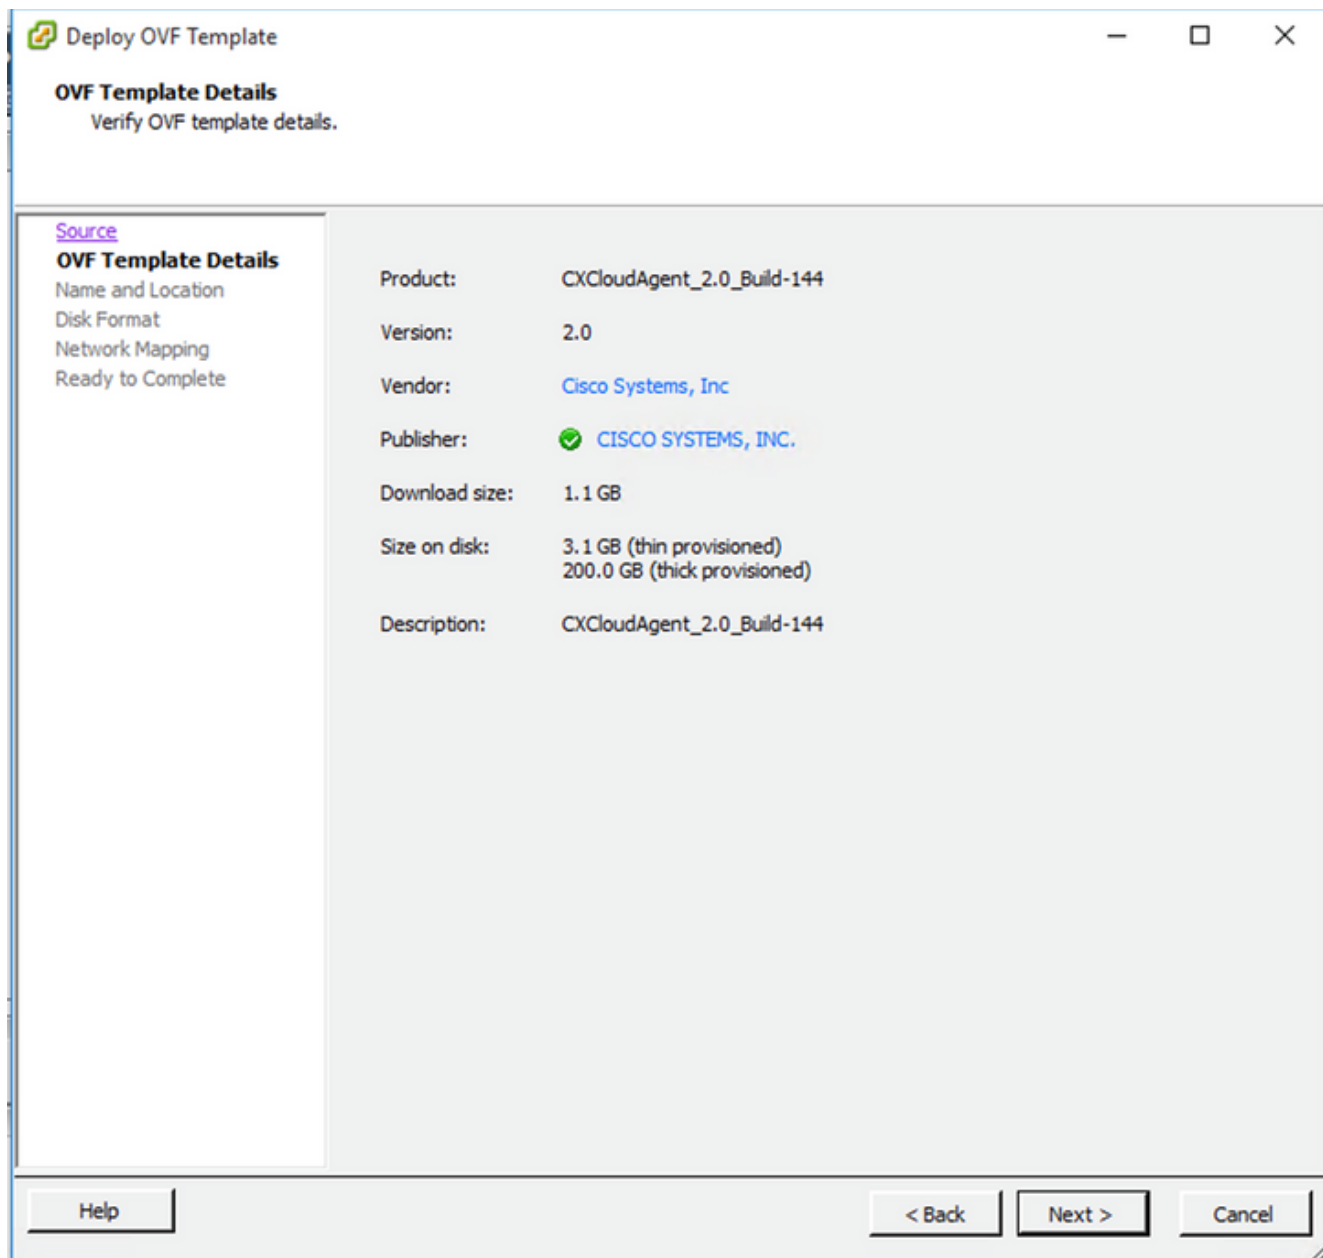 Deploy OVF Template
OVF Template Details
Verify OVF template details.
Source
OVF Template Details
Name and Location
Disk Format
Network Mapping
Ready to Complete
Product: CXCloudAgent_2.0_Build-144
Version: 2.0
Vendor: Cisco Systems, Inc
Publisher: CISCO SYSTEMS, INC.
Download size: 1.1 GB
Size on disk: 3.1 GB (thin provisioned)
200.0 GB (thick provisioned)
Description: CXCloudAgent_2.0_Build-144
Help
< Back
Next >
Cancel